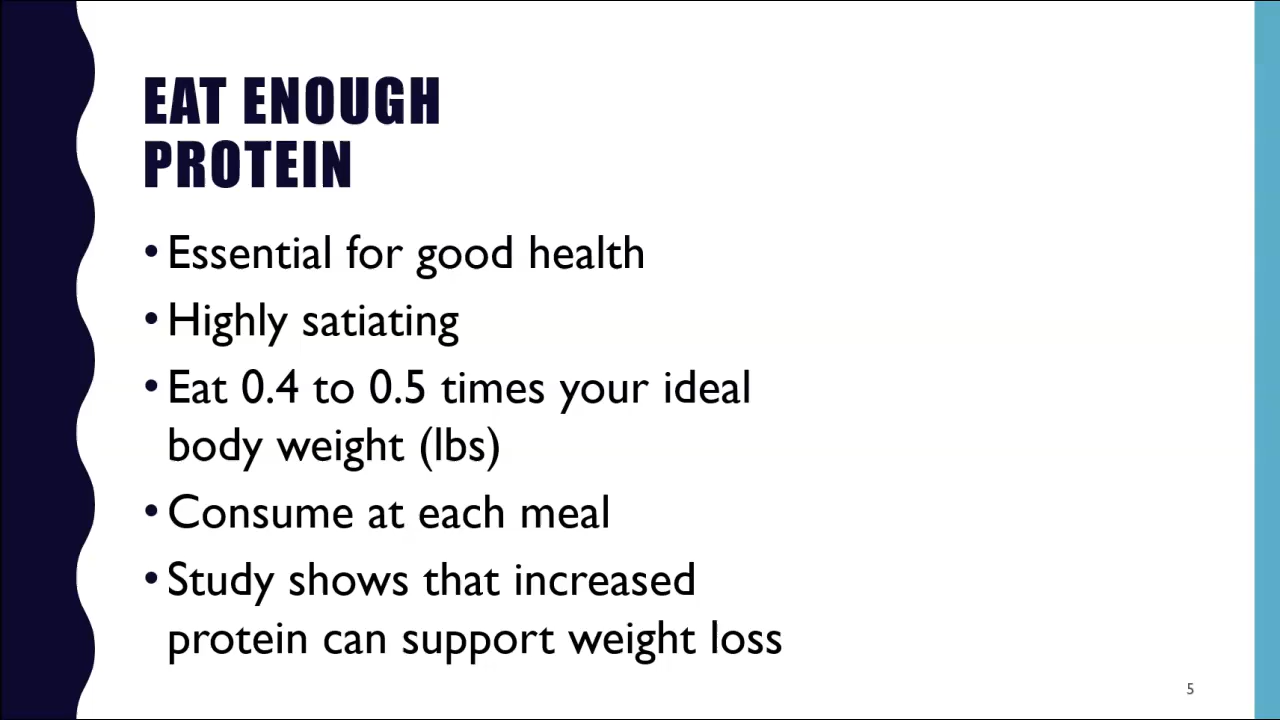 EAT ENOUGH
PROTEIN
• Essential for good health
• Highly satiating
• Eat 0.4 to 0.5 times your ideal
body weight (lbs)
• Consume at each meal
• Study shows that increased
protein can support weight loss
5